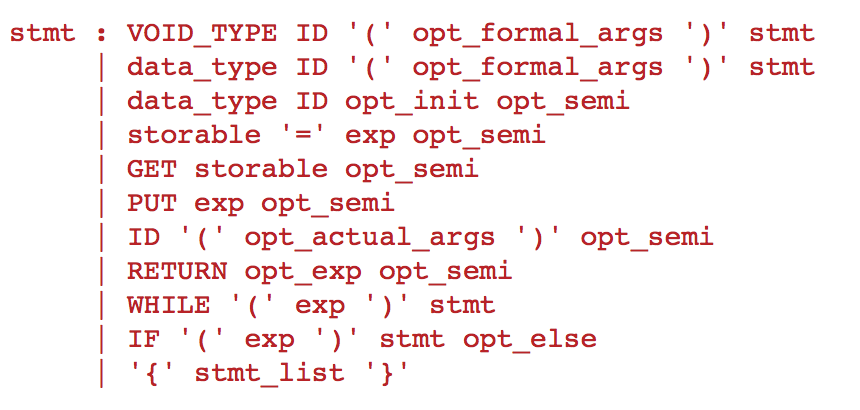 stmt : VOID_TYPE ID '(' opt_formal_args ')' stmt
| data_type ID '(' opt_formal_args ')' stmt
| data_type ID opt_init opt_semi
| storable '=' exp opt_semi
| GET storable opt_semi
| PUT exp opt_semi
| ID '(' opt_actual_args ')' opt_semi
| RETURN opt_exp opt_semi
| WHILE '(' exp ')' stmt
| IF '(' exp ')' stmt opt_else
| '{' stmt_list '}'